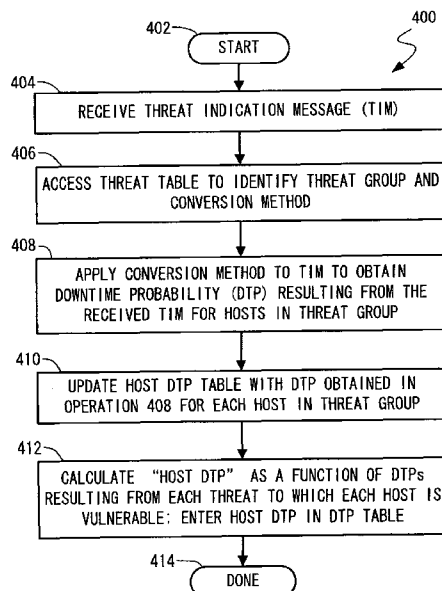 400
402
START
404
RECEIVE THREAT INDICATION MESSAGE (TIM)
406
ACCESS THREAT TABLE TO IDENTIFY THREAT GROUP AND
CONVERSION METHOD
408
APPLY CONVERSION METHOD TO TIM TO OBTAIN
DOWNTIME PROBABILITY (DTP) RESULTING FROM THE
RECEIVED TIM FOR HOSTS IN THREAT GROUP
410
UPDATE HOST DTP TABLE WITH DTP OBTAINED IN
OPERATION 408 FOR EACH HOST IN THREAT GROUP
412
CALCULATE "HOST DTP" AS A FUNCTION OF DTPs
RESULTING FROM EACH THREAT TO WHICH EACH HOST IS
VULNERABLE; ENTER HOST DTP IN DTP TABLE
414
DONE